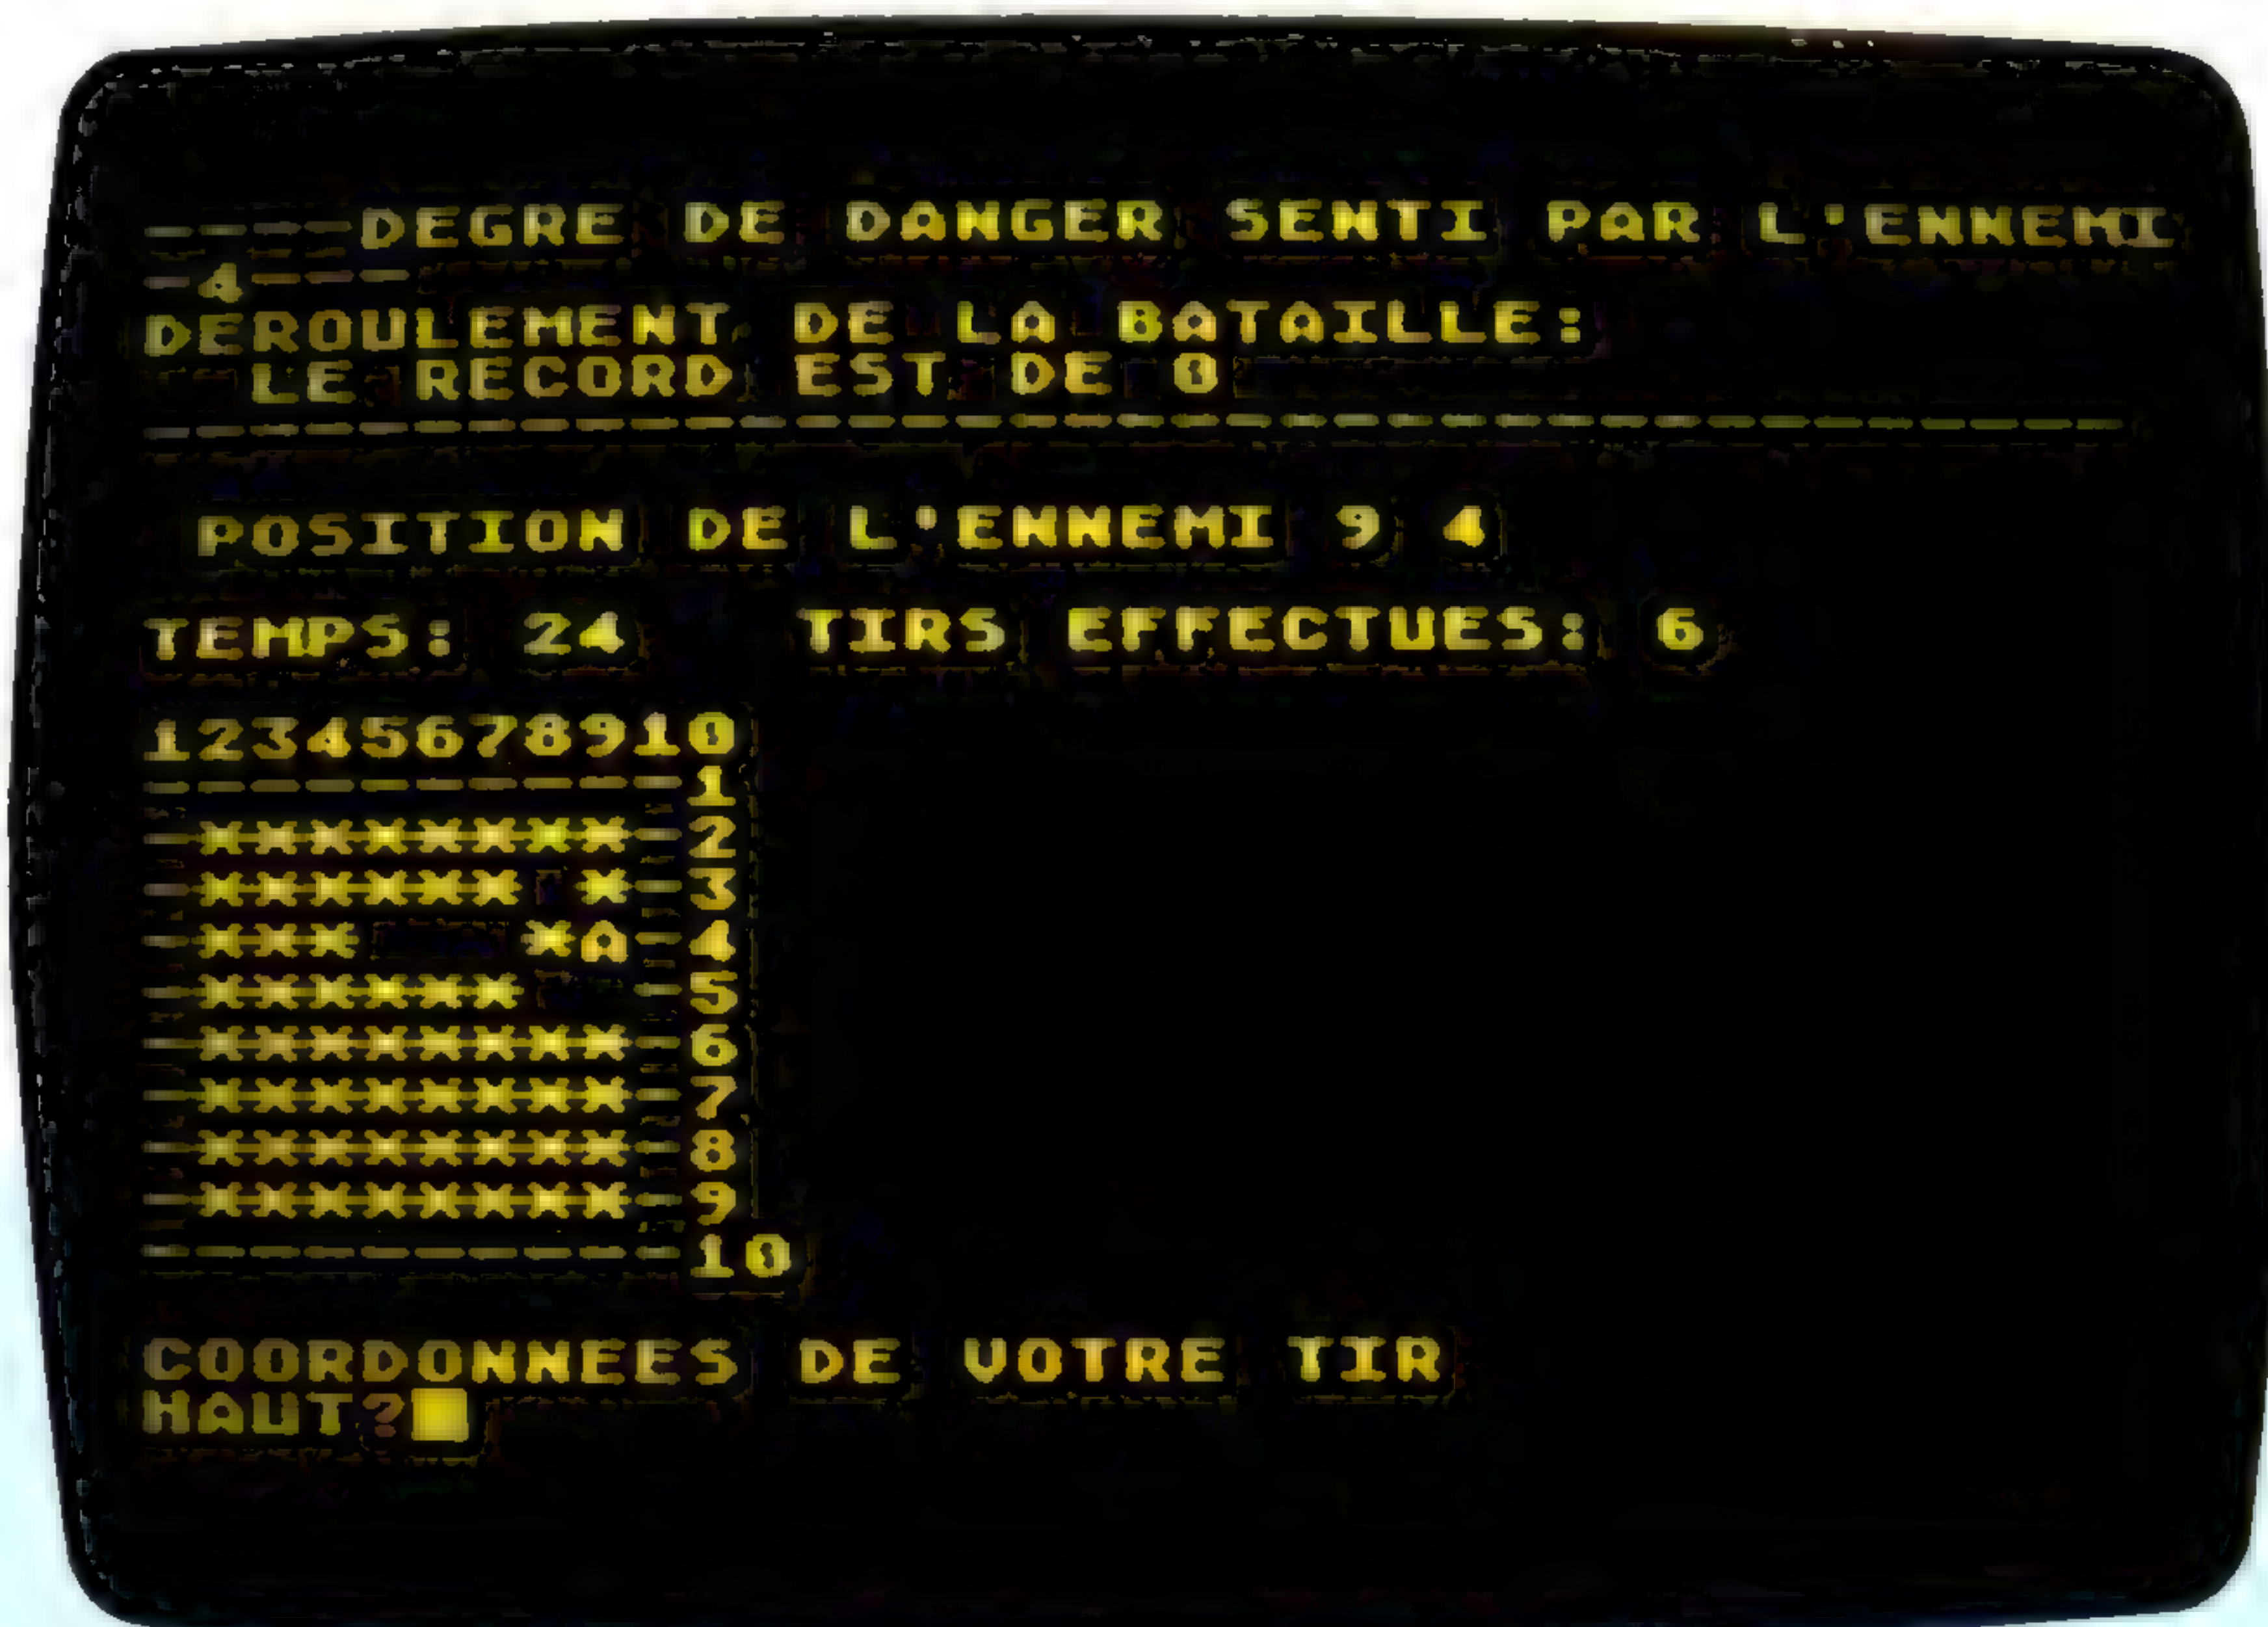 ----DEGRE DE DANGER SENTI PAR L'ENNEMI
-4---
DEROULEMENT DE LA BATAILLE:
  LE RECORD EST DE 0
-------------------------------------
 POSITION DE L'ENNEMI 9 4
TEMPS: 24   TIRS EFFECTUES: 6
12345678910
----------1
-********-2
-****** *-3
-***   *A-4
-******  -5
-********-6
-********-7
-********-8
-********-9
----------10
COORDONNEES DE VOTRE TIR
HAUT?